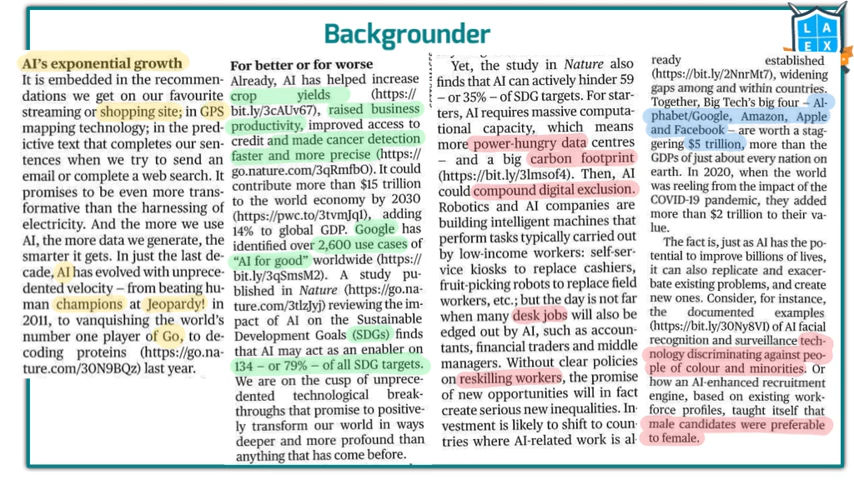 Backgrounder
L A
E X
AI's exponential growth
It is embedded in the recommen-
dations we get on our favourite
streaming or shopping site; in GPS
mapping technology; in the pred-
ictive text that completes our sen-
tences when we try to send an
email or complete a web search. It
promises to be even more trans-
formative than the harnessing of
electricity. And the more we use
AI, the more data we generate, the
smarter it gets. In just the last de-
cade, AI has evolved with unprece-
dented velocity – from beating hu-
man champions at Jeopardy! in
2011, to vanquishing the world's
number one player of Go, to de-
coding proteins (https://go.na-
ture.com/3ON9BQz) last year.
For better or for worse
Already, AI has helped increase
crop yields (https://
bit.ly/3cAUv67), raised business
productivity, improved access to
credit and made cancer detection
faster and more precise (https://
go.nature.com/3qRmfbO). It could
contribute more than $15 trillion
to the world economy by 2030
(https://pwc.to/3tvmJq1), adding
14% to global GDP. Google has
identified over 2,600 use cases of
"AI for good" worldwide (https://
bit.ly/3qSmsM2). A study pu-
blished in Nature (https://go.na-
ture.com/3tlzJyj) reviewing the im-
pact of AI on the Sustainable
Development Goals (SDGs) finds
that AI may act as an enabler on
134 – or 79% – of all SDG targets.
We are on the cusp of unprece-
dented technological break-
throughs that promise to positive-
ly transform our world in ways
deeper and more profound than
anything that has come before.
Yet, the study in Nature also
finds that AI can actively hinder 59
– or 35% – of SDG targets. For star-
ters, AI requires massive computa-
tional capacity, which means
more power-hungry data centres
– and a big carbon footprint
(https://bit.ly/3lmsof4). Then, AI
could compound digital exclusion.
Robotics and AI companies are
building intelligent machines that
perform tasks typically carried out
by low-income workers: self-ser-
vice kiosks to replace cashiers,
fruit-picking robots to replace field
workers, etc.; but the day is not far
when many desk jobs will also be
edged out by AI, such as accoun-
tants, financial traders and middle
managers. Without clear policies
on reskilling workers, the promise
of new opportunities will in fact
create serious new inequalities. In-
vestment is likely to shift to coun-
tries where AI-related work is al-
ready established
(https://bit.ly/2NnrMt7), widening
gaps among and within countries.
Together, Big Tech's big four – Al-
phabet/Google, Amazon, Apple
and Facebook – are worth a stag-
gering $5 trillion, more than the
GDPs of just about every nation on
earth. In 2020, when the world
was reeling from the impact of the
COVID-19 pandemic, they added
more than $2 trillion to their va-
lue.
The fact is, just as AI has the po-
tential to improve billions of lives,
it can also replicate and exacer-
bate existing problems, and create
new ones. Consider, for instance,
the documented examples
(https://bit.ly/30Ny8VI) of AI facial
recognition and surveillance tech-
nology discriminating against peo-
ple of colour and minorities. Or
how an AI-enhanced recruitment
engine, based on existing work-
force profiles, taught itself that
male candidates were preferable
to female.